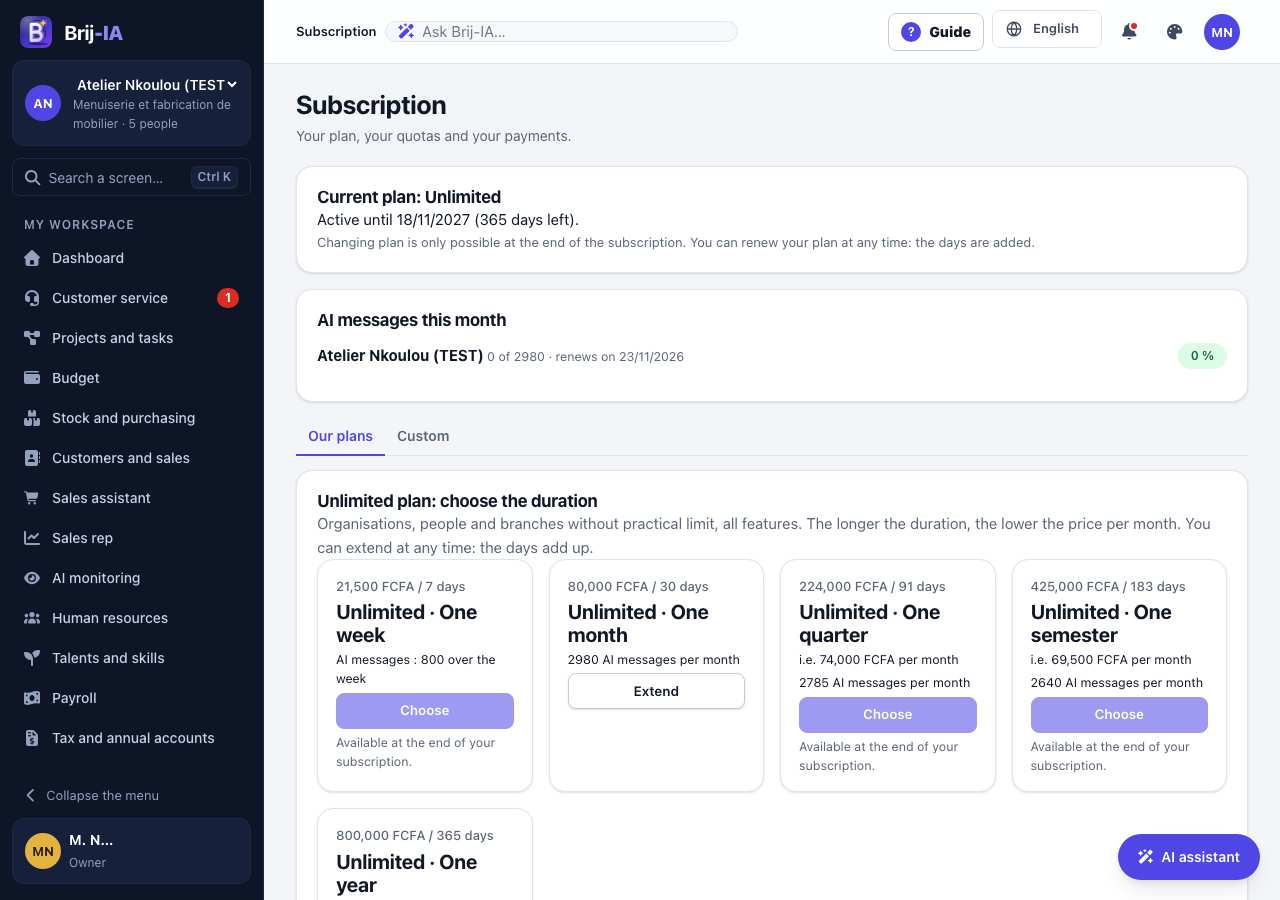 Brij-IA
AN
Atelier Nkoulou (TEST
Menuiserie et fabrication de
mobilier · 5 people
Search a screen...
Ctrl K
MY WORKSPACE
Dashboard
Customer service
1
Projects and tasks
Budget
Stock and purchasing
Customers and sales
Sales assistant
Sales rep
AI monitoring
Human resources
Talents and skills
Payroll
Tax and annual accounts
Collapse the menu
MN
M. N...
Owner
Subscription
Ask Brij-IA...
? Guide
English
MN
Subscription
Your plan, your quotas and your payments.
Current plan: Unlimited
Active until 18/11/2027 (365 days left).
Changing plan is only possible at the end of the subscription. You can renew your plan at any time: the days are added.
AI messages this month
Atelier Nkoulou (TEST) 0 of 2980 · renews on 23/11/2026
0 %
Our plans
Custom
Unlimited plan: choose the duration
Organisations, people and branches without practical limit, all features. The longer the duration, the lower the price per month. You
can extend at any time: the days add up.
21,500 FCFA / 7 days
Unlimited · One
week
AI messages : 800 over the
week
Choose
Available at the end of your
subscription.
80,000 FCFA / 30 days
Unlimited · One
month
2980 AI messages per month
Extend
224,000 FCFA / 91 days
Unlimited · One
quarter
i.e. 74,000 FCFA per month
2785 AI messages per month
Choose
Available at the end of your
subscription.
425,000 FCFA / 183 days
Unlimited · One
semester
i.e. 69,500 FCFA per month
2640 AI messages per month
Choose
Available at the end of your
subscription.
800,000 FCFA / 365 days
Unlimited · One
year
AI assistant